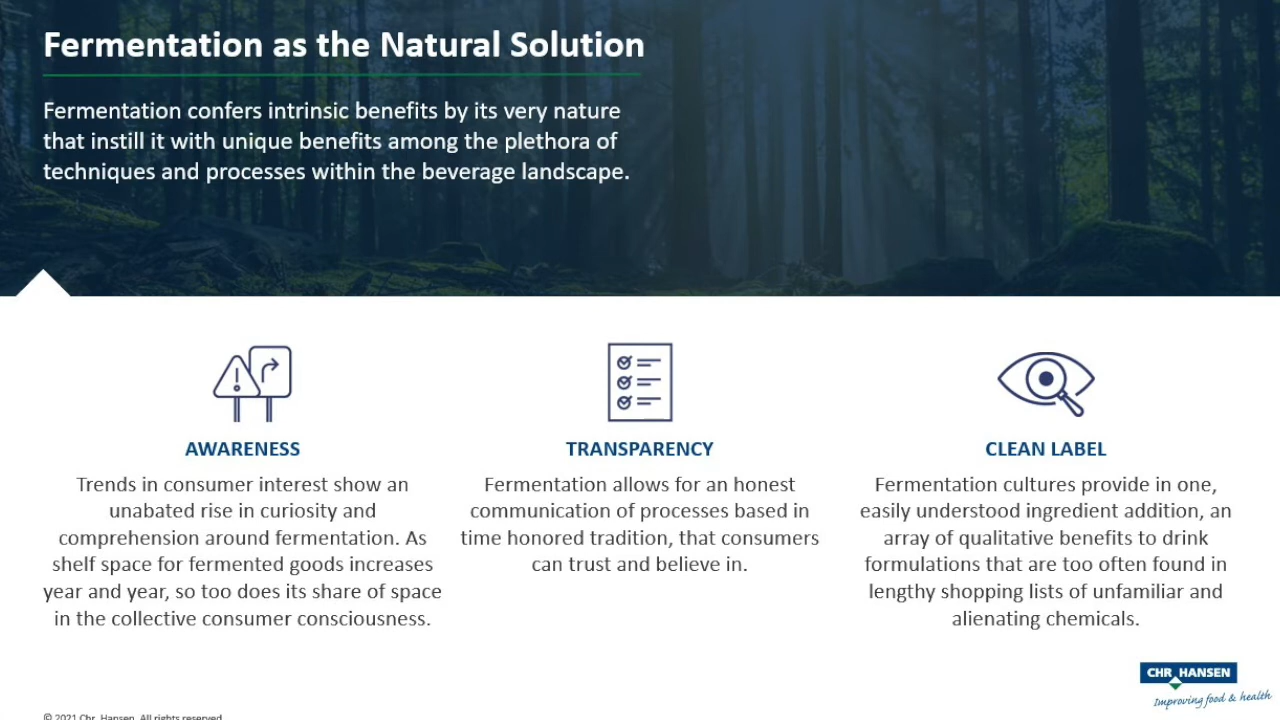 Fermentation as the Natural Solution
Fermentation confers intrinsic benefits by its very nature
that instill it with unique benefits among the plethora of
techniques and processes within the beverage landscape.
AWARENESS
Trends in consumer interest show an
unabated rise in curiosity and
comprehension around fermentation. As
shelf space for fermented goods increases
year and year, so too does its share of space
in the collective consumer consciousness.
TRANSPARENCY
Fermentation allows for an honest
communication of processes based in
time honored tradition, that consumers
can trust and believe in.
CLEAN LABEL
Fermentation cultures provide in one,
easily understood ingredient addition, an
array of qualitative benefits to drink
formulations that are too often found in
lengthy shopping lists of unfamiliar and
alienating chemicals.
CHR HANSEN
Improving food & health
© 2021 Chr. Hansen. All rights reserved